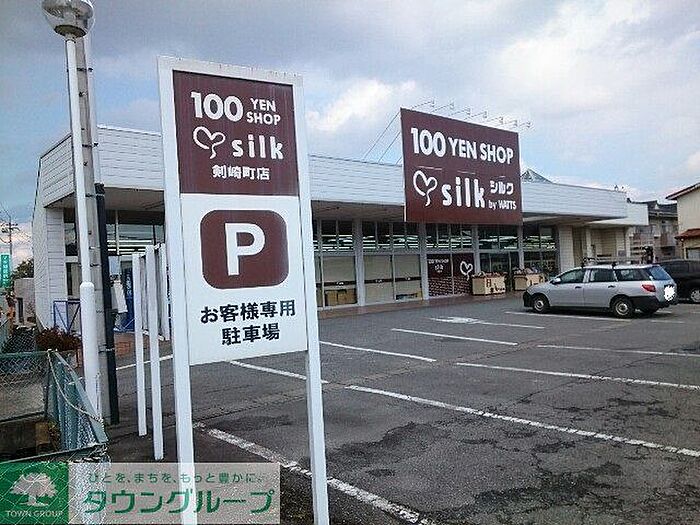 100 YEN SHOP
silk
剣崎町店
P
お客様専用
駐車場
100 YEN SHOP
silk シルク
by WATTS
TOWN GROUP
ひとを、まちを、もっと豊かに
タウングループ